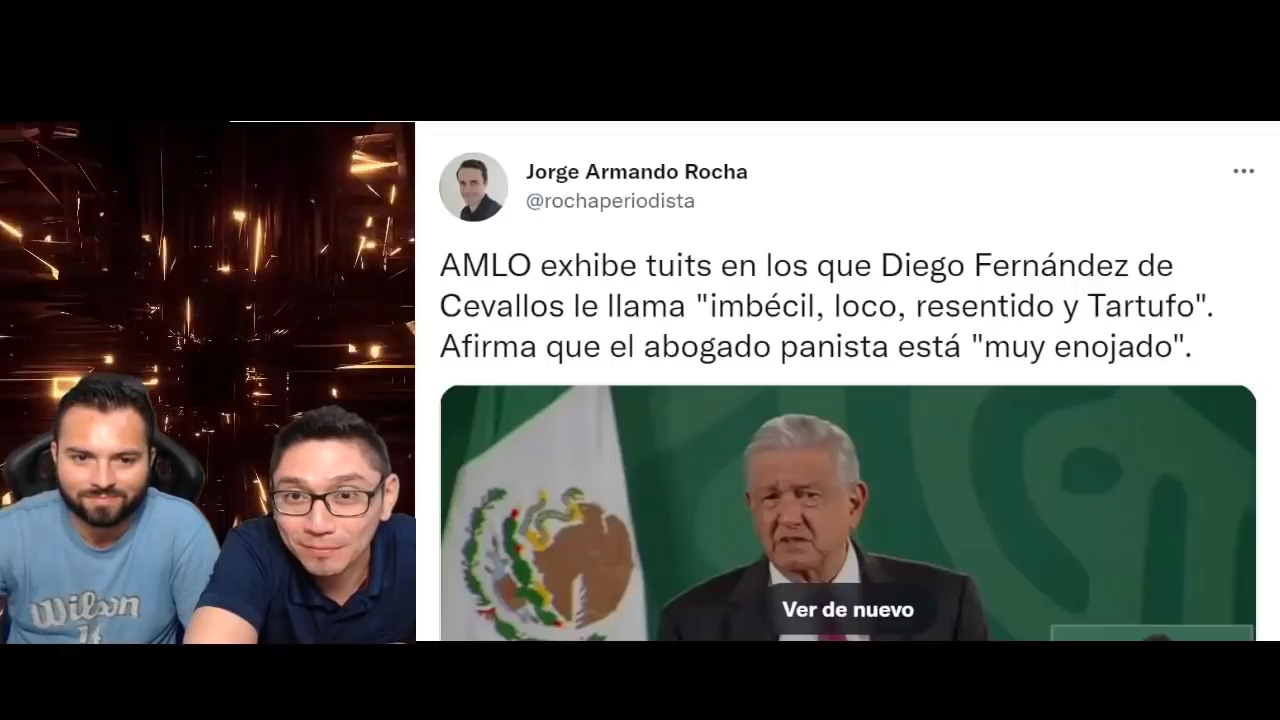 Jorge Armando Rocha
@rochaperiodista
AMLO exhibe tuits en los que Diego Fernández de
Cevallos le llama "imbécil, loco, resentido y Tartufo".
Afirma que el abogado panista está "muy enojado".
Ver de nuevo
Wilson